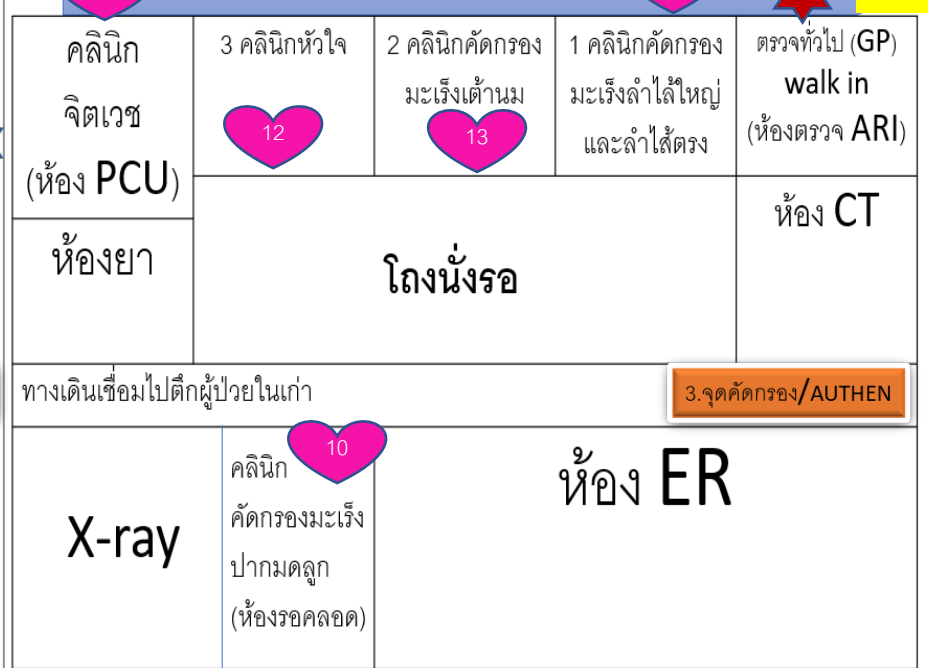 คลินิก
จิตเวช
(ห้อง PCU)
3 คลินิกหัวใจ
12
2 คลินิกคัดกรอง
มะเร็งเต้านม
13
1 คลินิกคัดกรอง
มะเร็งลำไล้ใหญ่
และลำไส้ตรง
ตรวจทั่วไป (GP)
walk in
(ห้องตรวจ ARI)
ห้องยา
โถงนั่งรอ
ห้อง CT
ทางเดินเชื่อมไปตึกผู้ป่วยในเก่า
3.จุดคัดกรอง/AUTHEN
X-ray
10
คลินิก
คัดกรองมะเร็ง
ปากมดลูก
(ห้องรอคลอด)
ห้อง ER